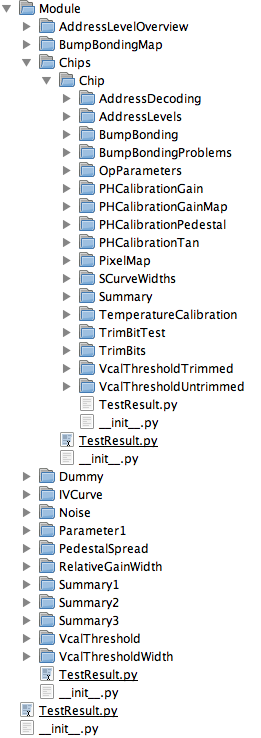 Module
AddressLevelOverview
BumpBondingMap
Chips
Chip
AddressDecoding
AddressLevels
BumpBonding
BumpBondingProblems
OpParameters
PHCalibrationGain
PHCalibrationGainMap
PHCalibrationPedestal
PHCalibrationTan
PixelMap
SCurveWidths
Summary
TemperatureCalibration
TrimBitTest
TrimBits
VcalThresholdTrimmed
VcalThresholdUntrimmed
TestResult.py
__init__.py
TestResult.py
__init__.py
Dummy
IVCurve
Noise
Parameter1
PedestalSpread
RelativeGainWidth
Summary1
Summary2
Summary3
VcalThreshold
VcalThresholdWidth
TestResult.py
__init__.py
TestResult.py
__init__.py